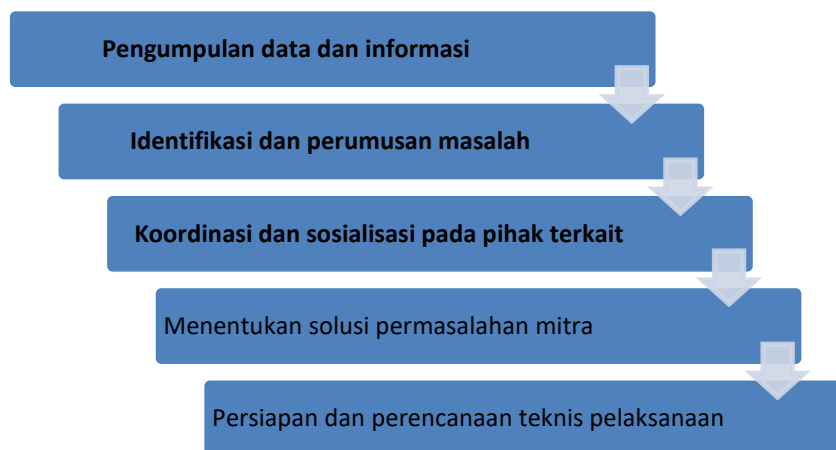 Pengumpulan data dan informasi
Identifikasi dan perumusan masalah
Koordinasi dan sosialisasi pada pihak terkait
Menentukan solusi permasalahan mitra
Persiapan dan perencanaan teknis pelaksanaan